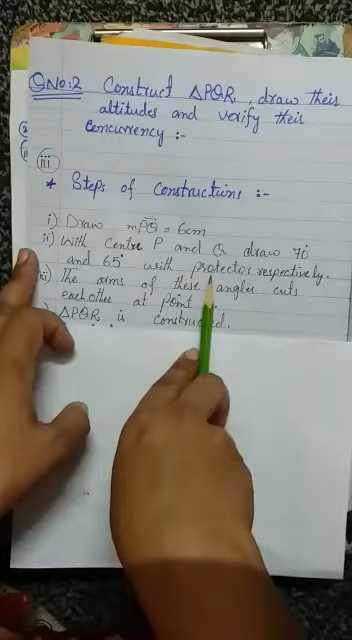 QNo:2 Construct ΔPQR, draw their
altitudes and verify their
concurrency :-
(iii)
* Steps of Constructions :-
i) Draw mPQ = 6cm
ii) With centre P and Q draw 70°
and 65° with protector respectively.
iii) The arms of these angles cuts
each other at point
ΔPQR is constructed.